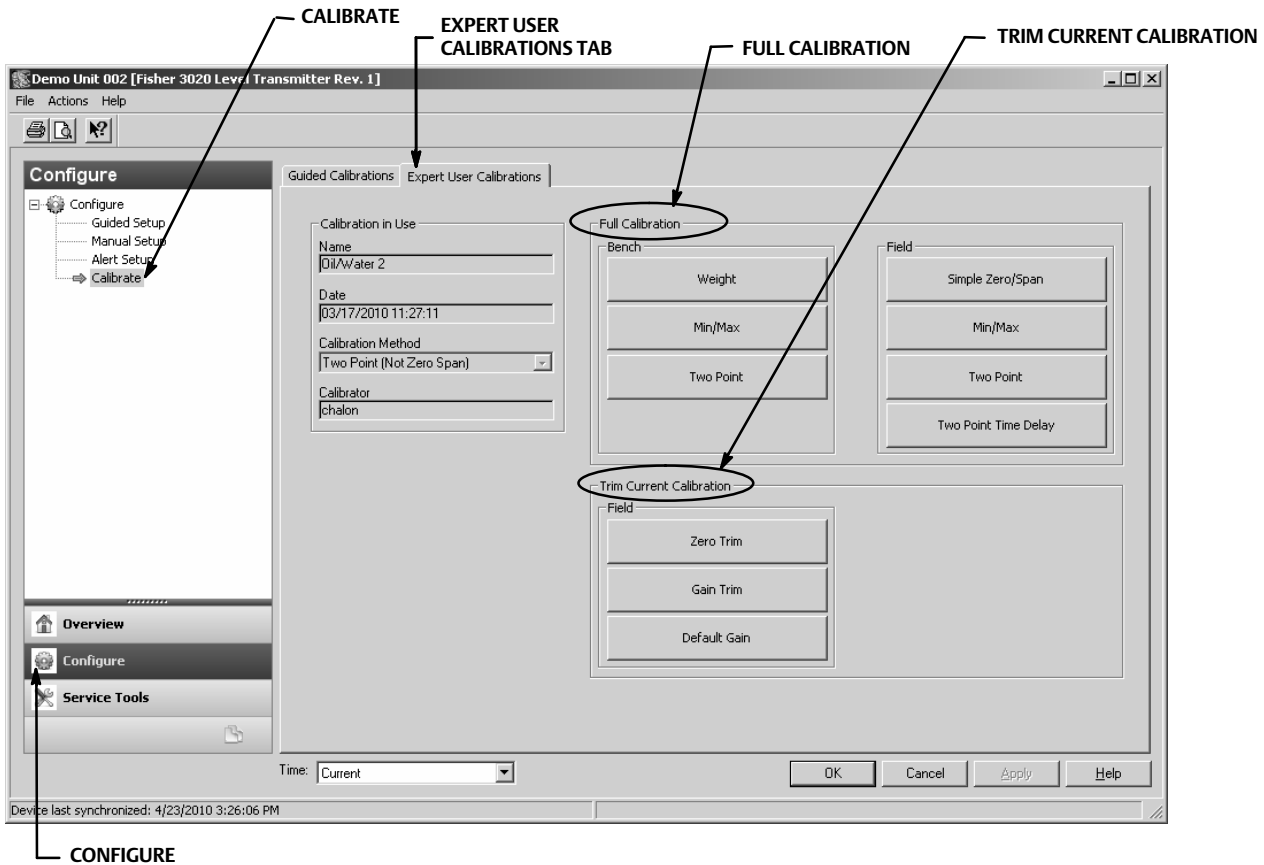 CALIBRATE
EXPERT USER
CALIBRATIONS TAB
FULL CALIBRATION
TRIM CURRENT CALIBRATION
Demo Unit 002 [Fisher 3020 Level Transmitter Rev. 1]
File Actions Help
Configure
Configure
Guided Setup
Manual Setup
Alert Setup
Calibrate
Overview
Configure
Service Tools
Guided Calibrations Expert User Calibrations
Calibration in Use
Name
Oil/Water 2
Date
03/17/2010 11:27:11
Calibration Method
Two Point (Not Zero Span)
Calibrator
chalon
Full Calibration
Bench
Weight
Min/Max
Two Point
Field
Simple Zero/Span
Min/Max
Two Point
Two Point Time Delay
Trim Current Calibration
Field
Zero Trim
Gain Trim
Default Gain
Time: Current
OK Cancel Apply Help
Device last synchronized: 4/23/2010 3:26:06 PM
CONFIGURE